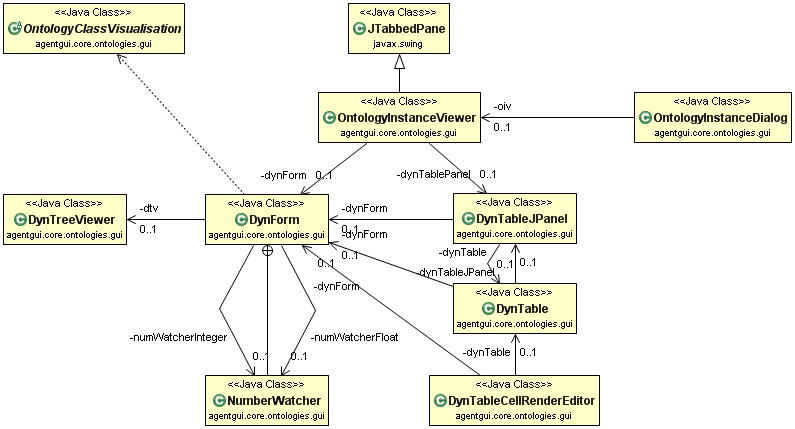 <<Java Class>>
OntologyClassVisualisation
agentgui.core.ontologies.gui
<<Java Class>>
JTabbedPane
javax.swing
<<Java Class>>
OntologyInstanceViewer
agentgui.core.ontologies.gui
-oiv
0..1
<<Java Class>>
OntologyInstanceDialog
agentgui.core.ontologies.gui
-dynForm
0..1
-dynTablePanel
0..1
<<Java Class>>
DynTreeViewer
agentgui.core.ontologies.gui
-dtv
0..1
<<Java Class>>
DynForm
agentgui.core.ontologies.gui
-dynForm
0..1
<<Java Class>>
DynTableJPanel
agentgui.core.ontologies.gui
-dynForm
0..1
-dynTable
0..1
-dynTableJPanel
0..1
<<Java Class>>
DynTable
agentgui.core.ontologies.gui
0..1
-dynForm
-numWatcherInteger
0..1
-numWatcherFloat
0..1
-dynTable
0..1
<<Java Class>>
NumberWatcher
agentgui.core.ontologies.gui
<<Java Class>>
DynTableCellRenderEditor
agentgui.core.ontologies.gui